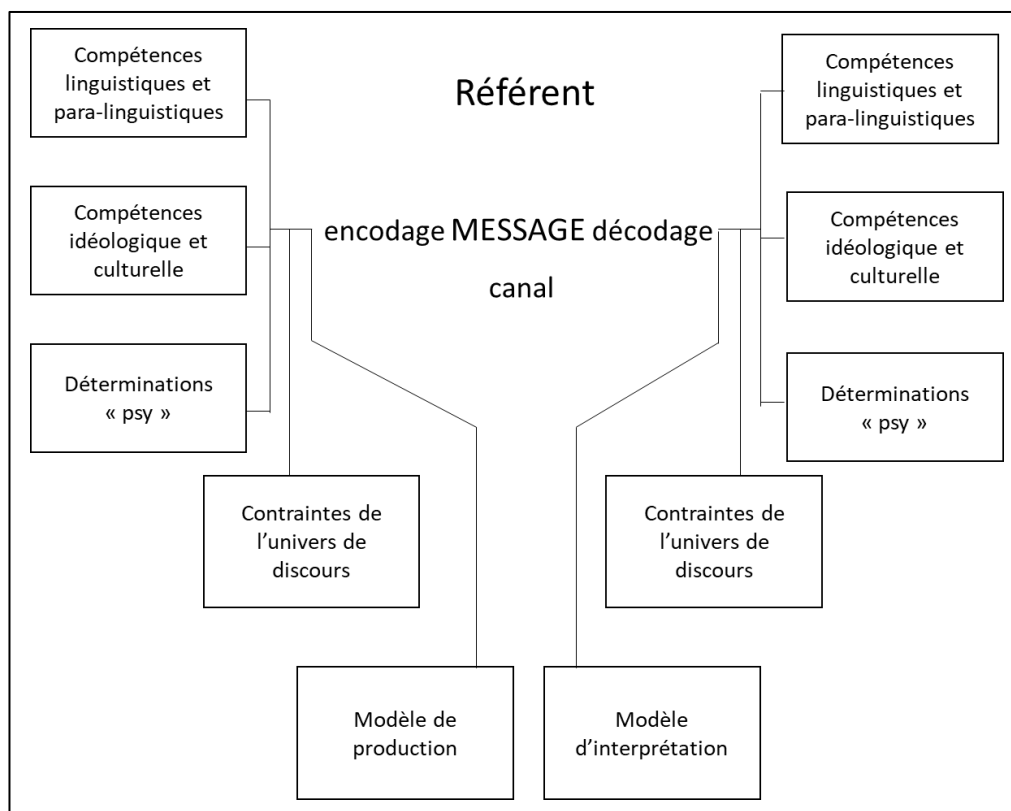 Compétences
linguistiques et
para-linguistiques
Référent
Compétences
linguistiques et
para-linguistiques
Compétences
idéologique et
culturelle
encodage MESSAGE décodage
canal
Compétences
idéologique et
culturelle
Déterminations
« psy »
Déterminations
« psy »
Contraintes de
l’univers de
discours
Contraintes de
l’univers de
discours
Modèle de
production
Modèle
d’interprétation